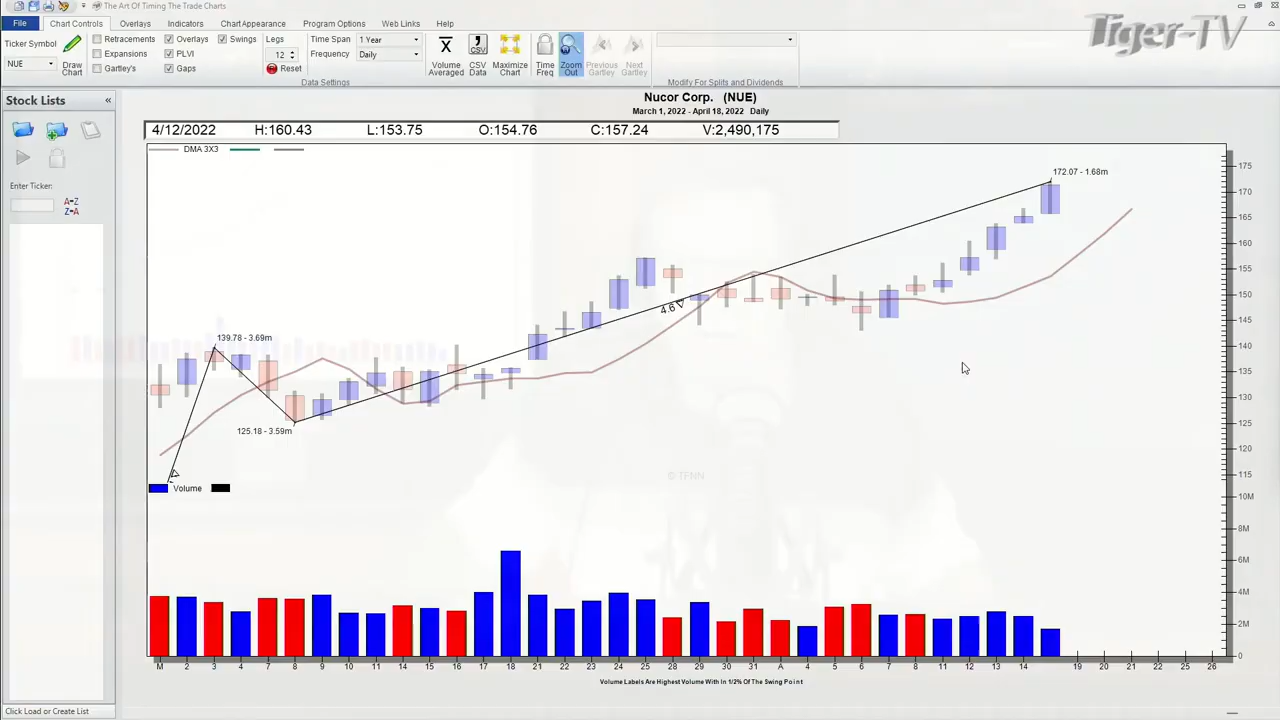 The Art Of Timing The Trade Charts
File Chart Controls Overlays Indicators Chart Appearance Program Options Web Links Help
Tiger-TV
Ticker Symbol
NUE
Draw Chart
Retracements Overlays Swings
Expansions PLVI
Gartley's Gaps
Legs
12
Reset
Time Span 1 Year
Frequency Daily
Data Settings
Volume Averaged
CSV
CSV Data
Maximize Chart
Time Freq
Zoom Out
Previous Gartley
Next Gartley
Modify For Splits and Dividends
Stock Lists «
Enter Ticker:
A-Z
Z-A
Click Load or Create List
Nucor Corp. (NUE)
March 1, 2022 - April 18, 2022 Daily
4/12/2022 H:160.43 L:153.75 O:154.76 C:157.24 V:2,490,175
DMA 3X3
172.07 - 1.68m
139.78 - 3.69m
4.6
125.18 - 3.59m
© TFNN
Volume
175
170
165
160
155
150
145
140
135
130
125
120
115
10M
8M
6M
4M
2M
0
M 2 3 4 7 8 9 10 11 14 15 16 17 18 21 22 23 24 25 28 29 30 31 A 4 5 6 7 8 11 12 13 14 19 20 21 22 25 26
Volume Labels Are Highest Volume With In 1/2% Of The Swing Point